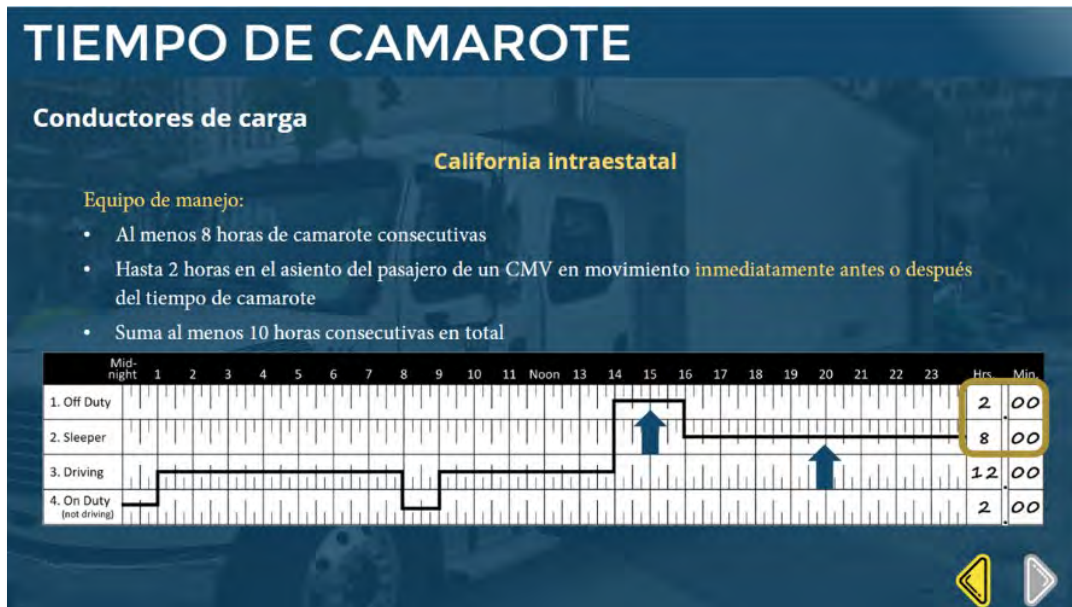 TIEMPO DE CAMAROTE
Conductores de carga
California intraestatal
Equipo de manejo:
• Al menos 8 horas de camarote consecutivas
• Hasta 2 horas en el asiento del pasajero de un CMV en movimiento inmediatamente antes o después
del tiempo de camarote
• Suma al menos 10 horas consecutivas en total
Mid-
night 1 2 3 4 5 6 7 8 9 10 11 Noon 13 14 15 16 17 18 19 20 21 22 23 Hrs. Min.
1. Off Duty 2 .00
2. Sleeper 8 00
3. Driving 12 .00
4. On Duty 2 .00
(not driving)